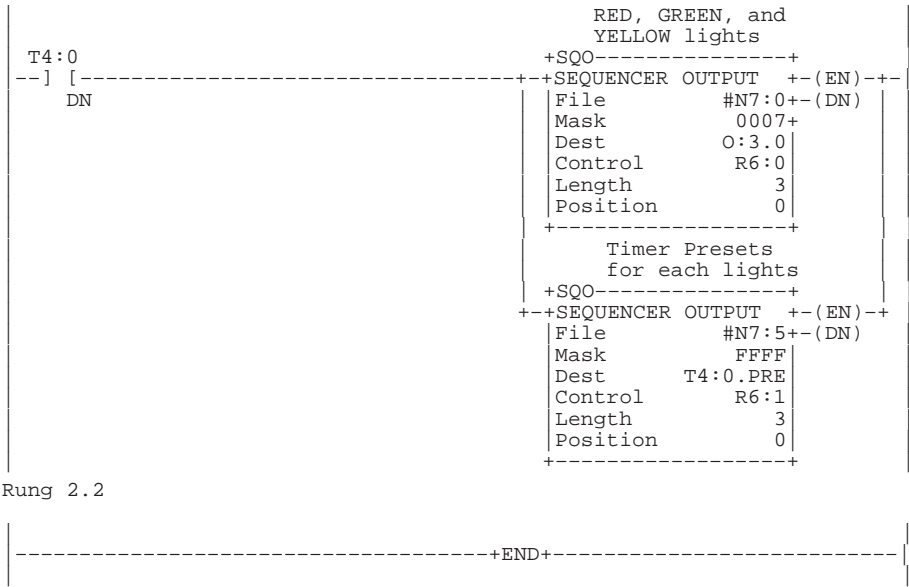 RED, GREEN, and
YELLOW lights
T4:0 +SQO---------------+
--] [----------------------------------+-+SEQUENCER OUTPUT +-(EN)-+-
DN | |File #N7:0+-(DN) |
|Mask 0007+
|Dest O:3.0|
|Control R6:0|
|Length 3|
|Position 0|
+------------------+
Timer Presets
for each lights
+SQO---------------+
+-+SEQUENCER OUTPUT +-(EN)-+
|File #N7:5+-(DN)
|Mask FFFF|
|Dest T4:0.PRE|
|Control R6:1|
|Length 3|
|Position 0|
+------------------+
Rung 2.2
|-------------------------------------+END+---------------------------|